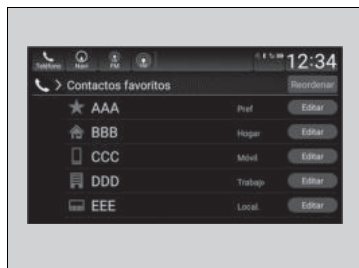 Teléfono Navi FM
12:34
Contactos favoritos Reordenar
AAA Pref Editar
BBB Hogar Editar
CCC Móvil Editar
DDD Trabajo Editar
EEE Local. Editar